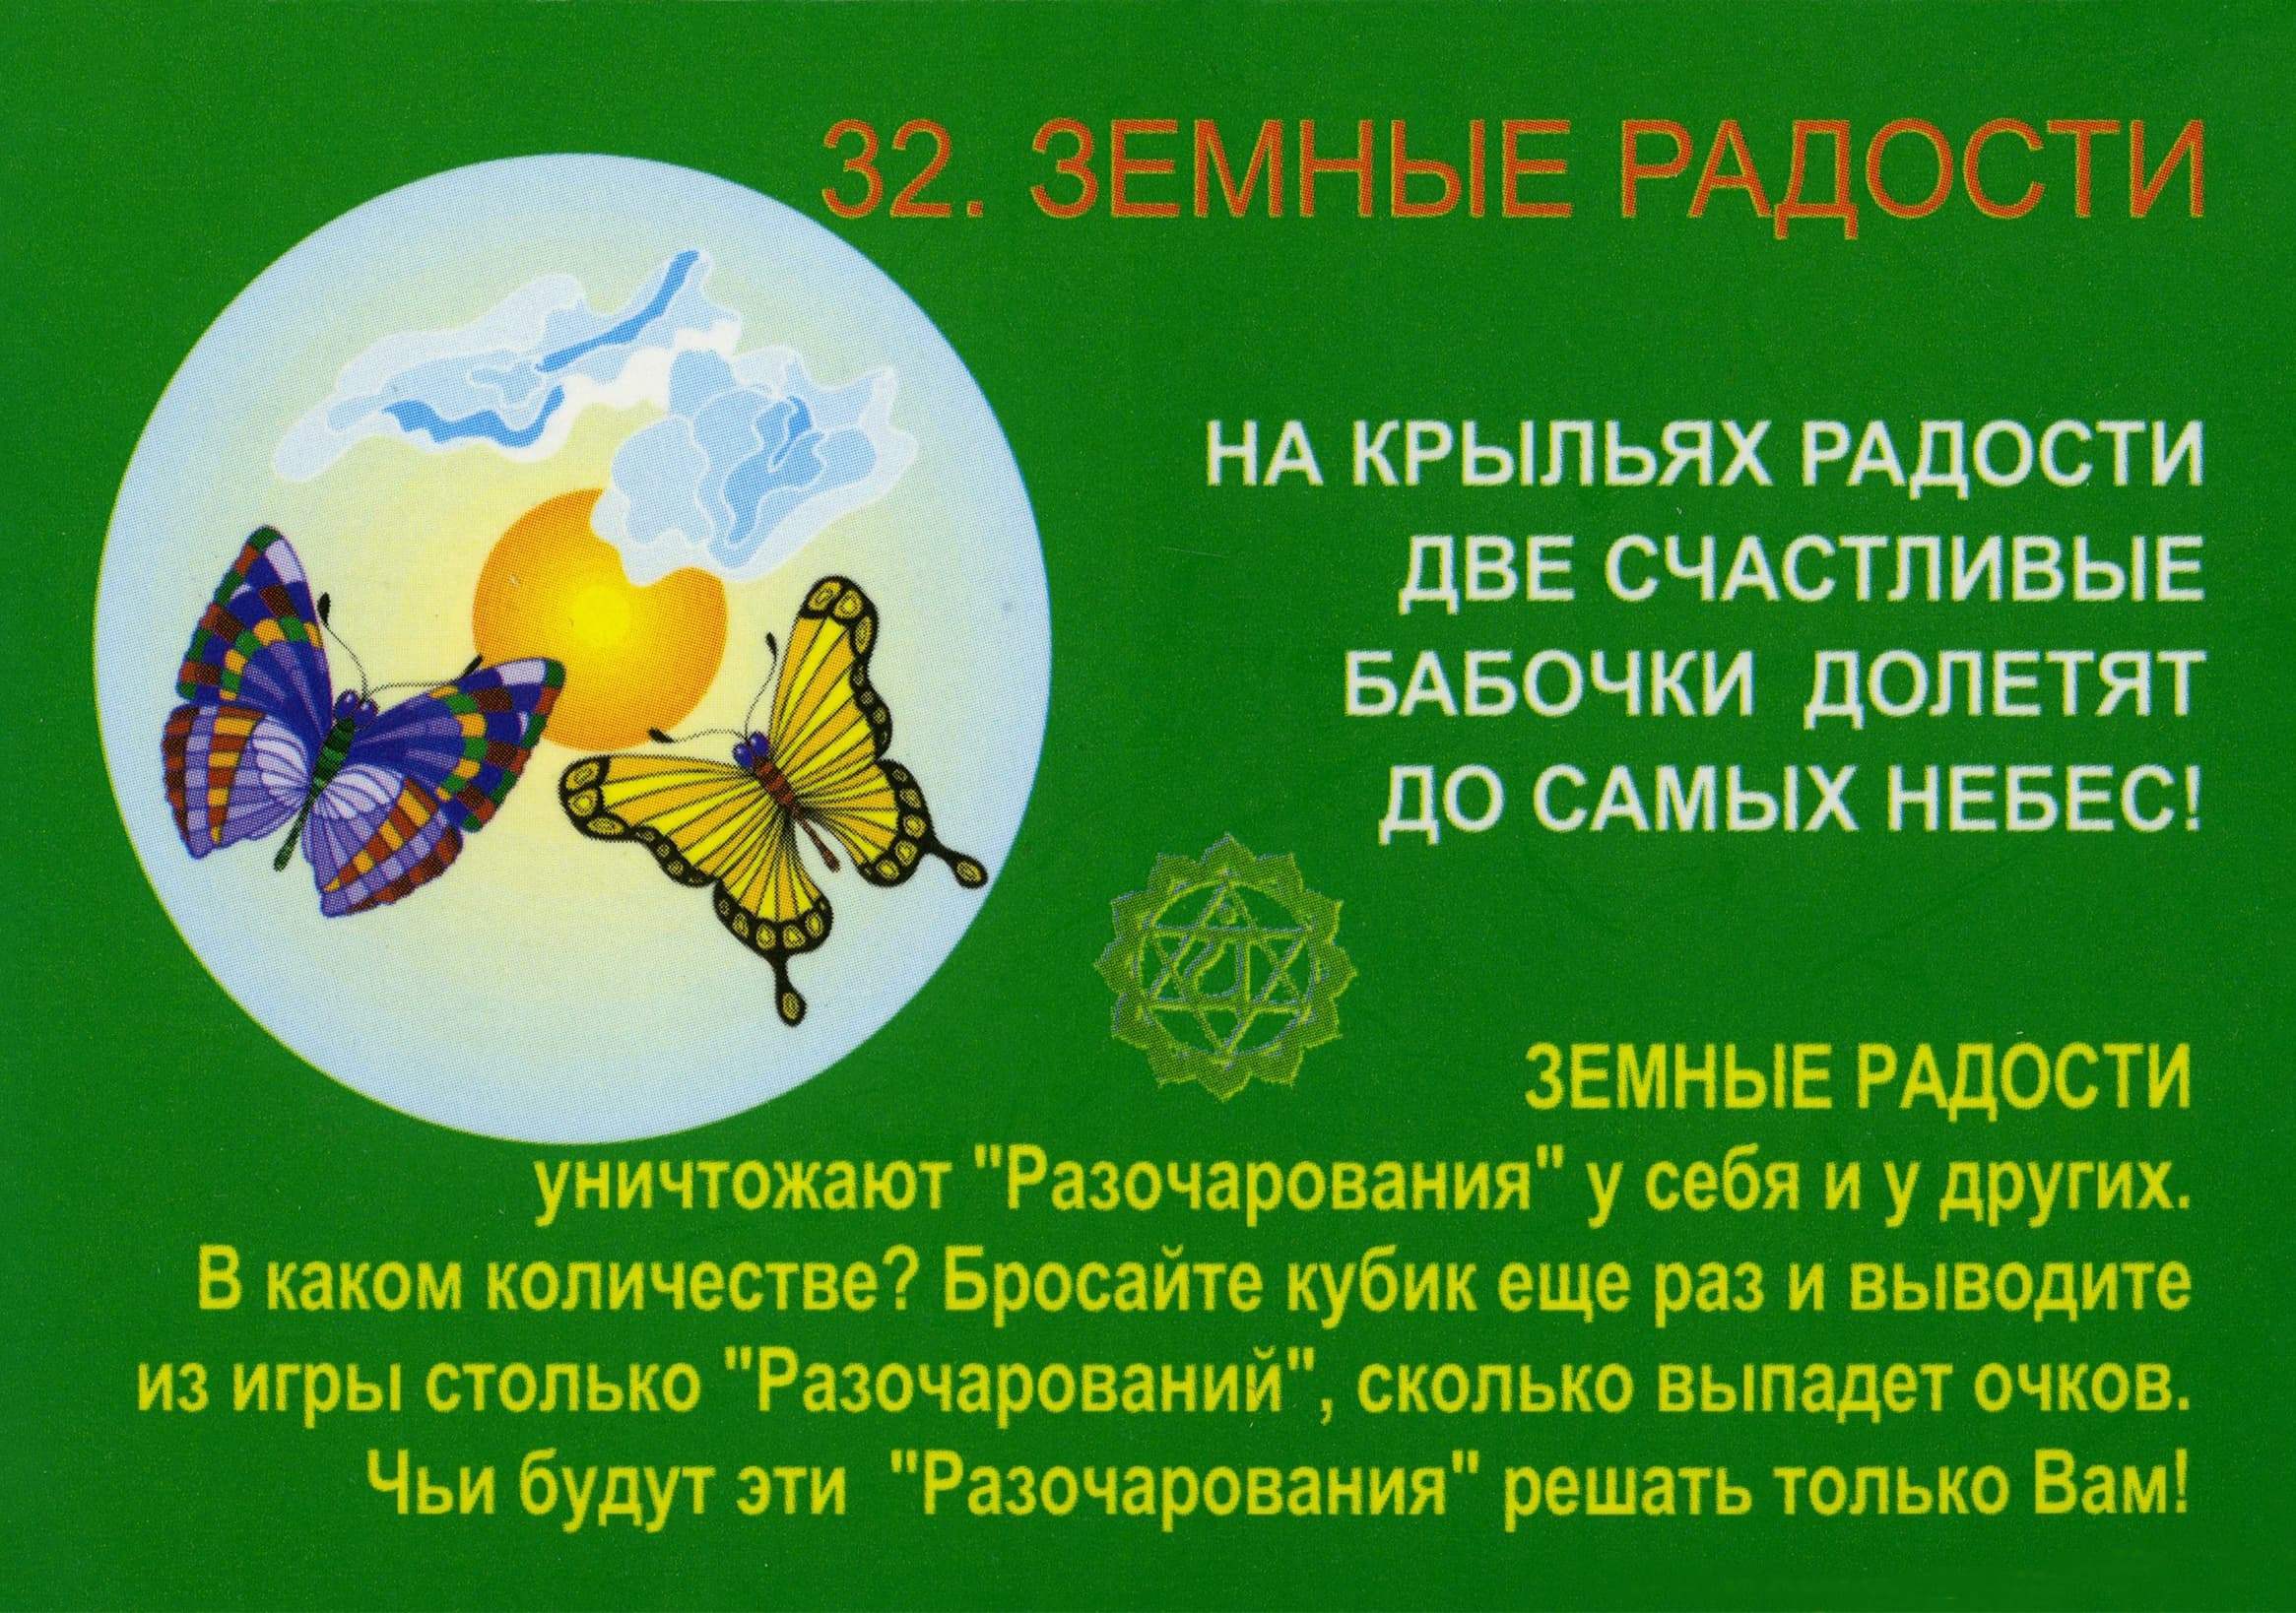 32. ЗЕМНЫЕ РАДОСТИ
НА КРЫЛЬЯХ РАДОСТИ
ДВЕ СЧАСТЛИВЫЕ
БАБОЧКИ ДОЛЕТЯТ
ДО САМЫХ НЕБЕС!
ЗЕМНЫЕ РАДОСТИ
уничтожают "Разочарования" у себя и у других.
В каком количестве? Бросайте кубик еще раз и выводите
из игры столько "Разочарований", сколько выпадет очков.
Чьи будут эти "Разочарования" решать только Вам!